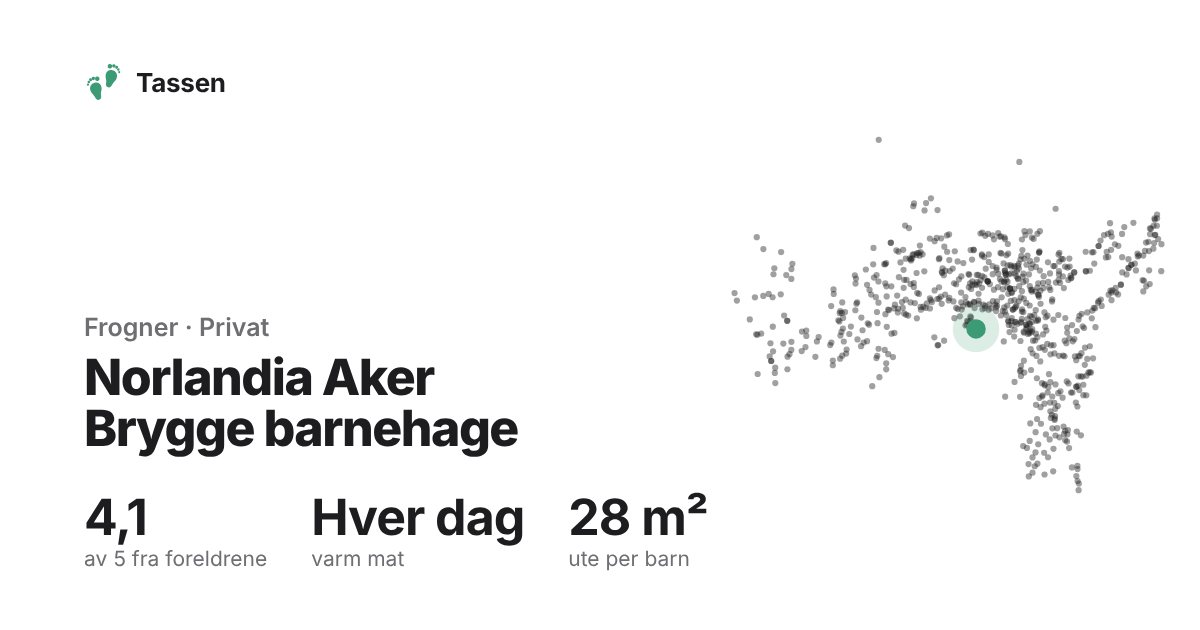 Tassen
Frogner · Privat
Norlandia Aker
Brygge barnehage
4,1
av 5 fra foreldrene
Hver dag
varm mat
28 m²
ute per barn